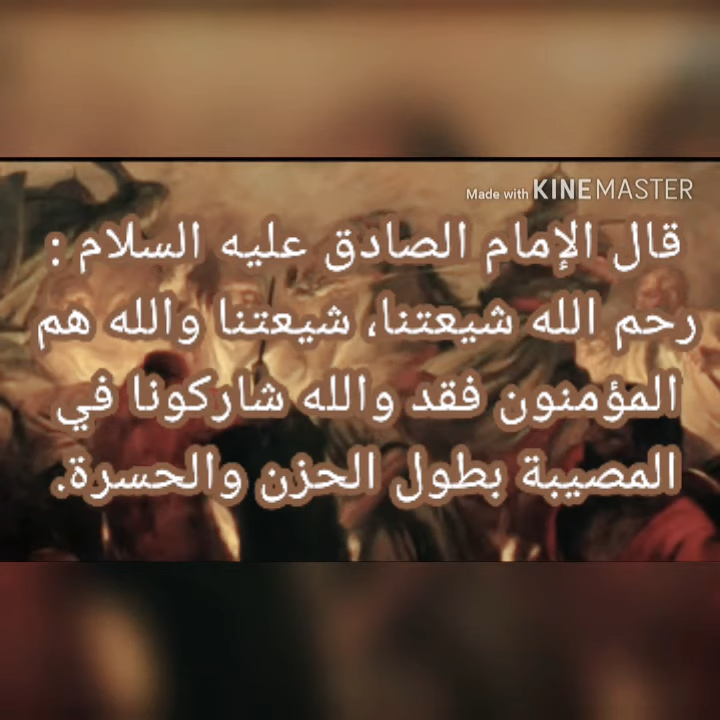 Made with KINEMASTER
قال الإمام الصادق عليه السلام :
رحم الله شيعتنا، شيعتنا والله هم
المؤمنون فقد والله شاركونا في
المصيبة بطول الحزن والحسرة.